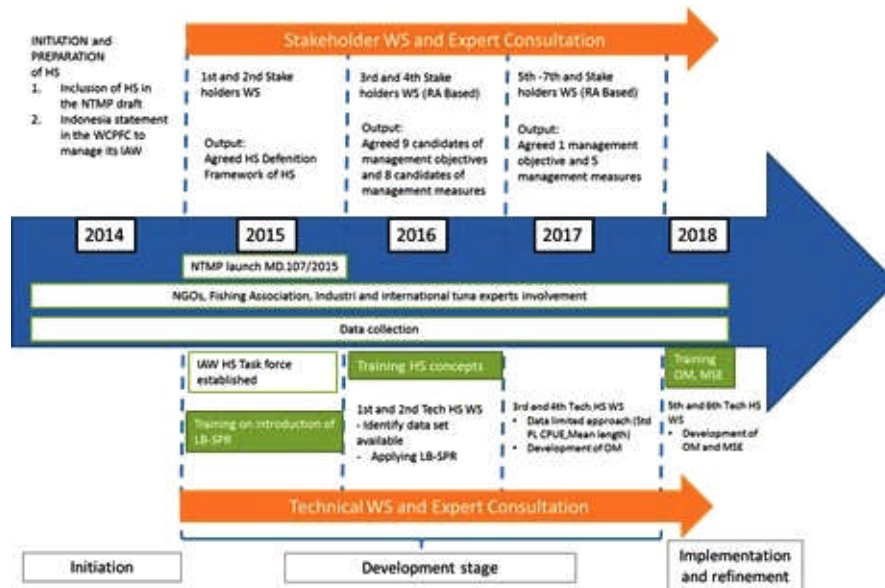 Stakeholder WS and Expert Consultation
INITIATION and
PREPARATION
of HS
1. Inclusion of HS in
the NTMP draft
2. Indonesia statement
in the WCPFC to
manage its IAW
1st and 2nd Stake
holders WS
Output:
Agreed HS Defenition
Framework of HS
3rd and 4th Stake
holders WS (RA Based)
Output:
Agreed 9 candidates of
management objectives
and 8 candidates of
management measures
5th -7th and Stake
holders WS (RA Based)
Output:
Agreed 1 management
objective and 5
management measures
2014
2015
2016
2017
2018
NTMP launch MD.107/2015
NGOs, Fishing Association, Industri and international tuna experts involvement
Data collection
IAW HS Task force
established
Training on introduction of
LB-SPR
Training HS concepts
1st and 2nd Tech HS WS
- Identify data set
available
- Applying LB-SPR
3rd and 4th Tech HS WS
• Data limited approach (Std
PL CPUE,Mean length)
• Development of OM
Training
OM, MSE
5th and 6th Tech HS
WS
• Development of
OM and MSE
Technical WS and Expert Consultation
Initiation
Development stage
Implementation
and refinement